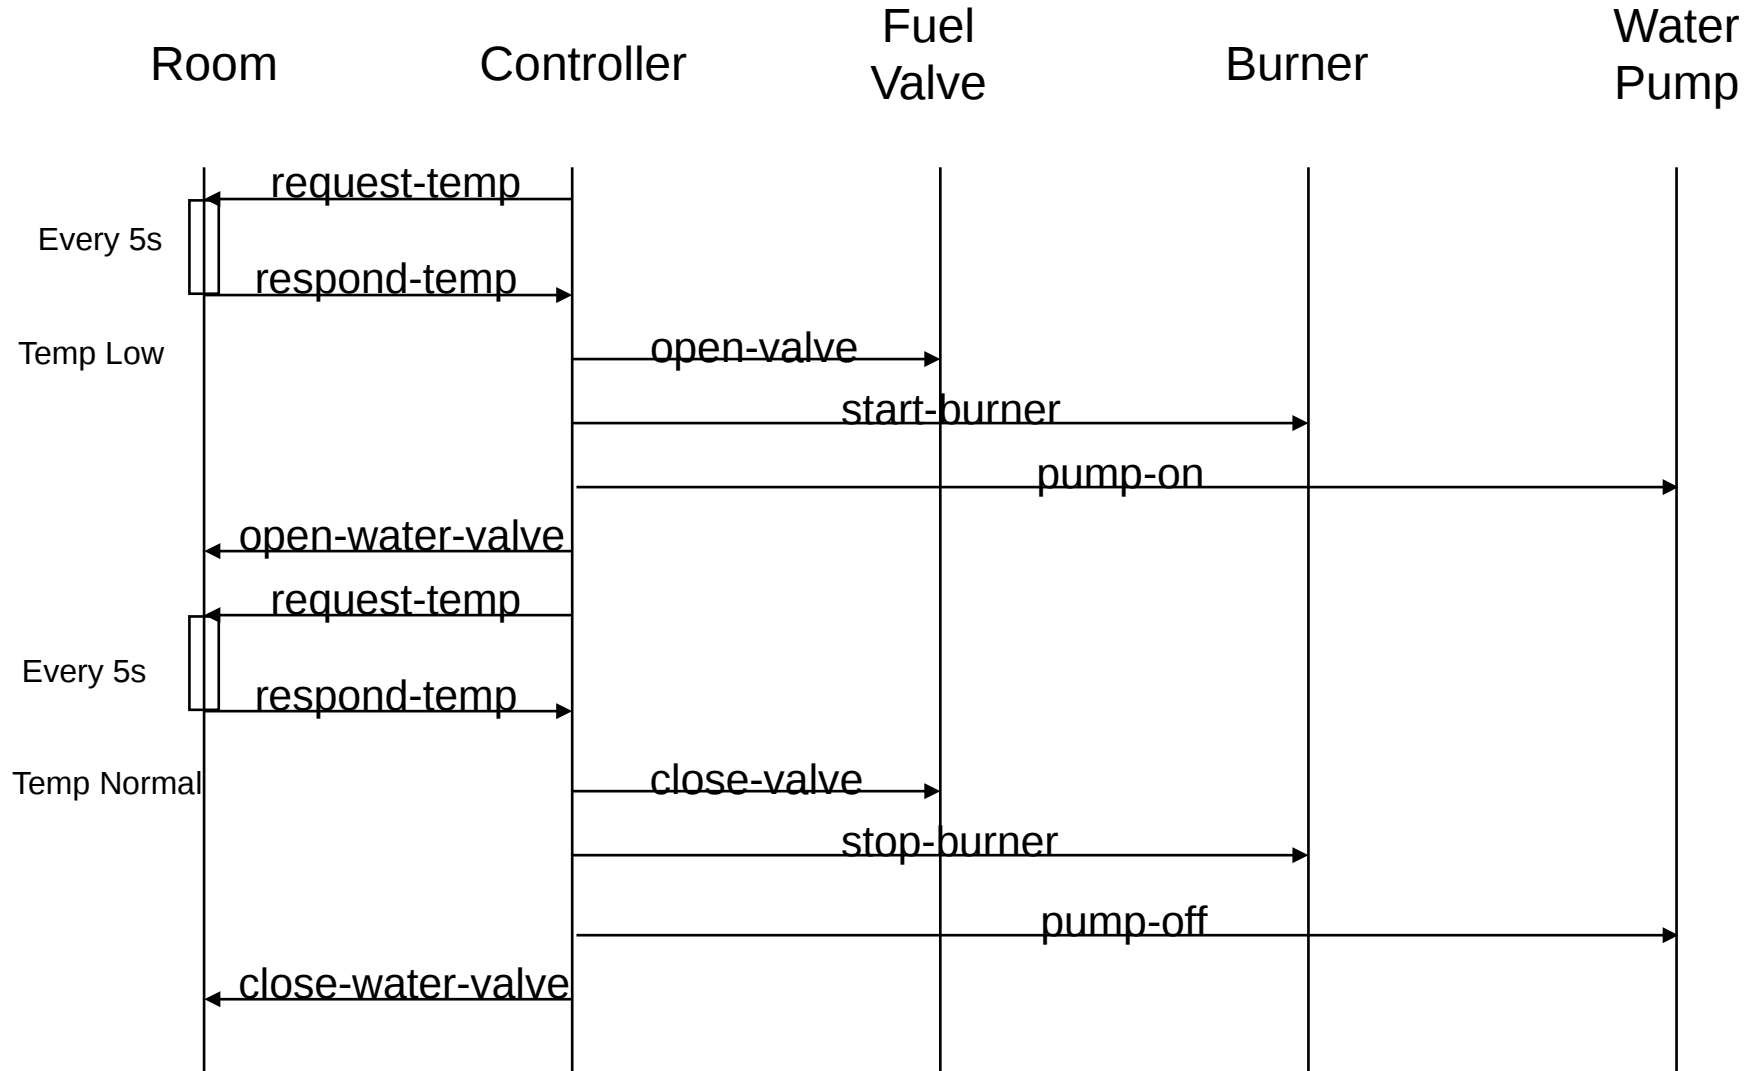 Room
Controller
Fuel
Valve
Burner
Water
Pump
request-temp
Every 5s
respond-temp
Temp Low
open-valve
start-burner
pump-on
open-water-valve
request-temp
Every 5s
respond-temp
Temp Normal
close-valve
stop-burner
pump-off
close-water-valve